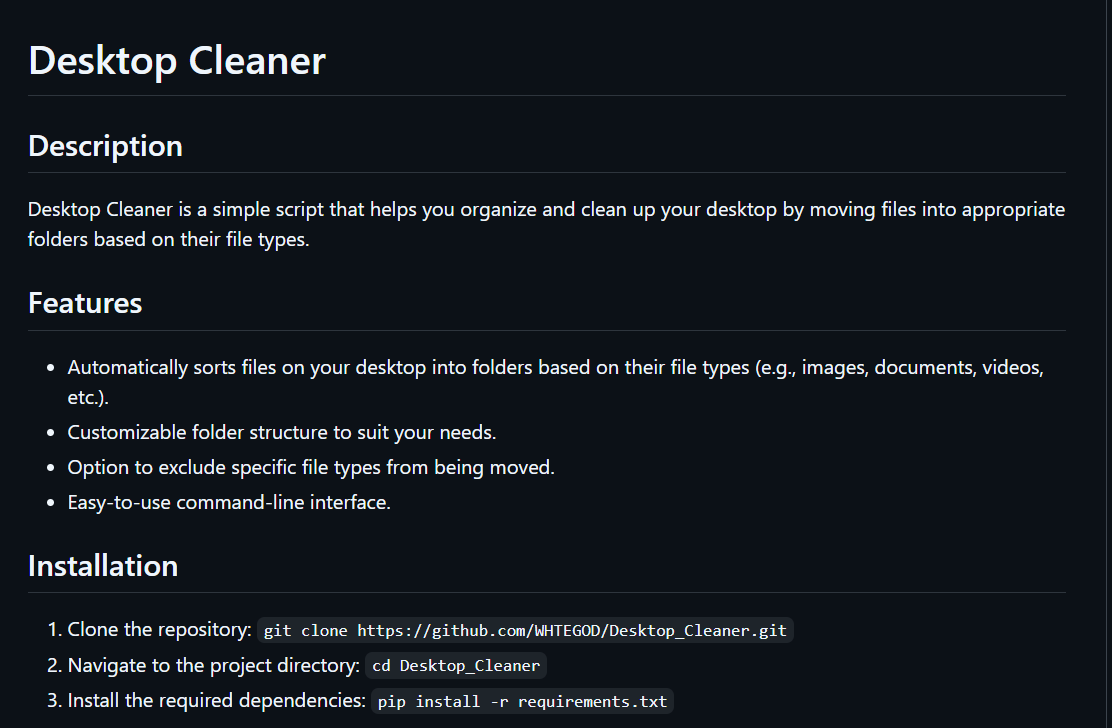 Desktop Cleaner
Description
Desktop Cleaner is a simple script that helps you organize and clean up your desktop by moving files into appropriate
folders based on their file types.
Features
• Automatically sorts files on your desktop into folders based on their file types (e.g., images, documents, videos,
etc.).
• Customizable folder structure to suit your needs.
• Option to exclude specific file types from being moved.
• Easy-to-use command-line interface.
Installation
1. Clone the repository: git clone https://github.com/WHTEGOD/Desktop_Cleaner.git
2. Navigate to the project directory: cd Desktop_Cleaner
3. Install the required dependencies: pip install -r requirements.txt